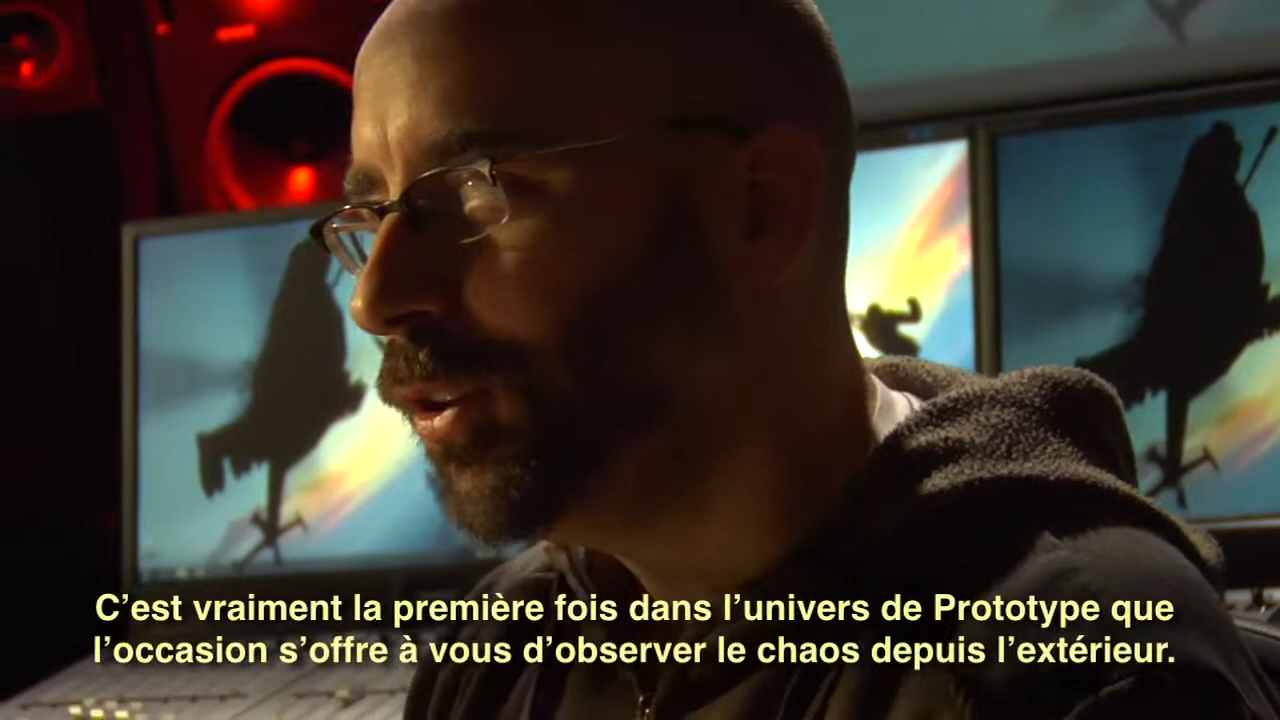 C’est vraiment la première fois dans l’univers de Prototype que
l’occasion s’offre à vous d’observer le chaos depuis l’extérieur.